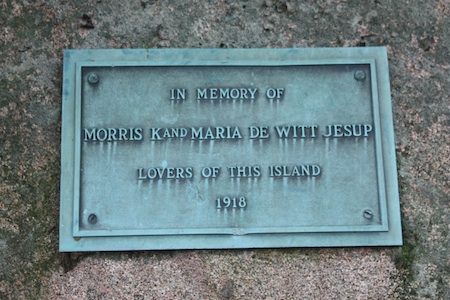 IN MEMORY OF
MORRIS K AND MARIA DE WITT JESUP
LOVERS OF THIS ISLAND
1918